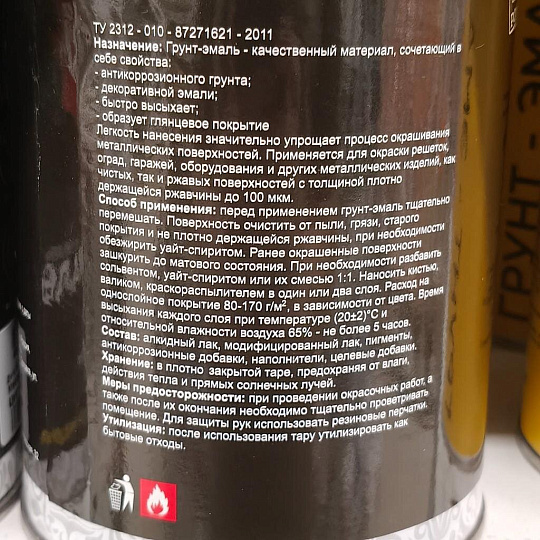 ТУ 2312 - 010 - 87271621 - 2011
Назначение: Грунт-эмаль - качественный материал, сочетающий в
себе свойства:
- антикоррозионного грунта;
- декоративной эмали;
- быстро высыхает;
- образует глянцевое покрытие
Легкость нанесения значительно упрощает процесс окрашивания
металлических поверхностей. Применяется для окраски решеток,
оград, гаражей, оборудования и других металлических изделий, как
чистых, так и ржавых поверхностей с толщиной плотно
держащейся ржавчины до 100 мкм.
Способ применения: перед применением грунт-эмаль тщательно
перемешать. Поверхность очистить от пыли, грязи, старого
покрытия и не плотно держащейся ржавчины, при необходимости
обезжирить уайт-спиритом. Ранее окрашенные поверхности
зашкурить до матового состояния. При необходимости разбавить
сольвентом, уайт-спиритом или их смесью 1:1. Наносить кистью,
валиком, краскораспылителем в один или два слоя. Расход на
однослойное покрытие 80-170 г/м², в зависимости от цвета. Время
высыхания каждого слоя при температуре (20±2)°С и
относительной влажности воздуха 65% - не более 5 часов.
Состав: алкидный лак, модифицированный лак, пигменты,
антикоррозионные добавки, наполнители, целевые добавки.
Хранение: в плотно закрытой таре, предохраняя от влаги,
действия тепла и прямых солнечных лучей.
Меры предосторожности: при проведении окрасочных работ, а
также после их окончания необходимо тщательно проветривать
помещение. Для защиты рук использовать резиновые перчатки.
Утилизация: после использования тару утилизировать как
бытовые отходы.
ГРУНТ - ЭМА